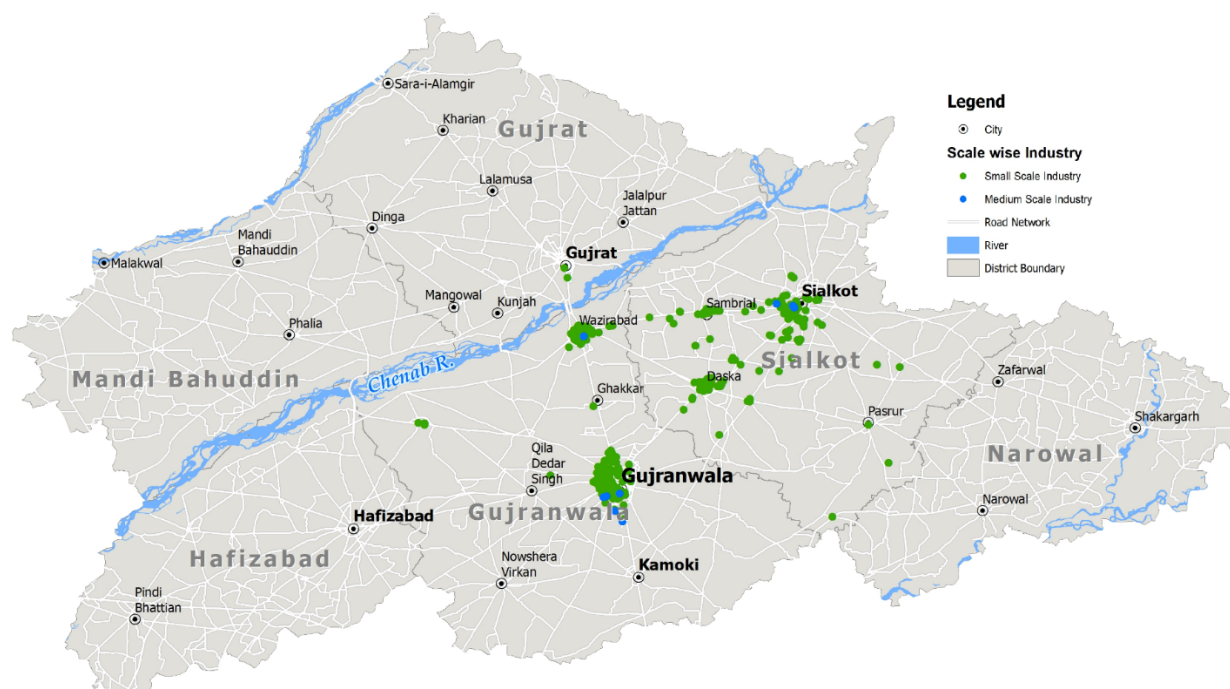 Sara-i-Alamgir
Kharian
Gujrat
Lalamusa
Jalalpur
Jattan
Dinga
Mandi
Bahauddin
Malakwal
Gujrat
Mangowal
Kunjah
Wazirabad
Sambrial
Sialkot
Phalia
Mandi Bahuddin
Chenab R.
Sialkot
Daska
Ghakkar
Zafarwal
Pasrur
Shakargarh
Narowal
Qila
Dedar
Singh
Gujranwala
Gujranwala
Narowal
Hafizabad
Hafizabad
Nowshera
Virkan
Kamoki
Pindi
Bhattian
Legend
City
Scale wise Industry
Small Scale Industry
Medium Scale Industry
Road Network
River
District Boundary